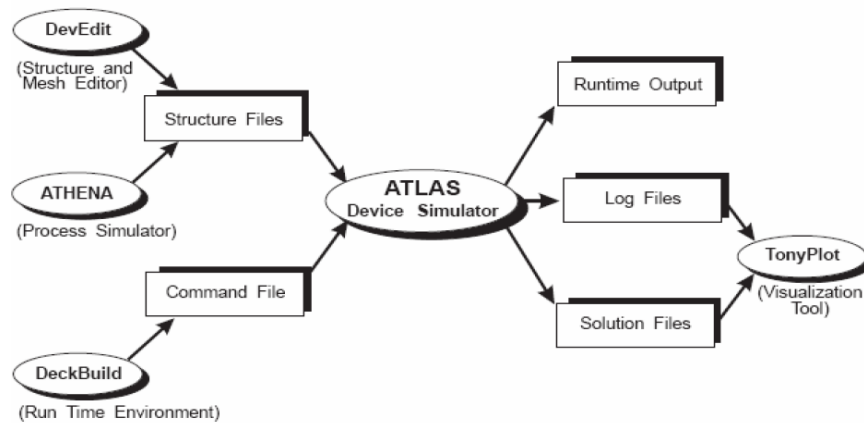 DevEdit
(Structure and
Mesh Editor)
Structure Files
ATHENA
(Process Simulator)
Command File
DeckBuild
(Run Time Environment)
ATLAS
Device Simulator
Runtime Output
Log Files
Solution Files
TonyPlot
(Visualization
Tool)